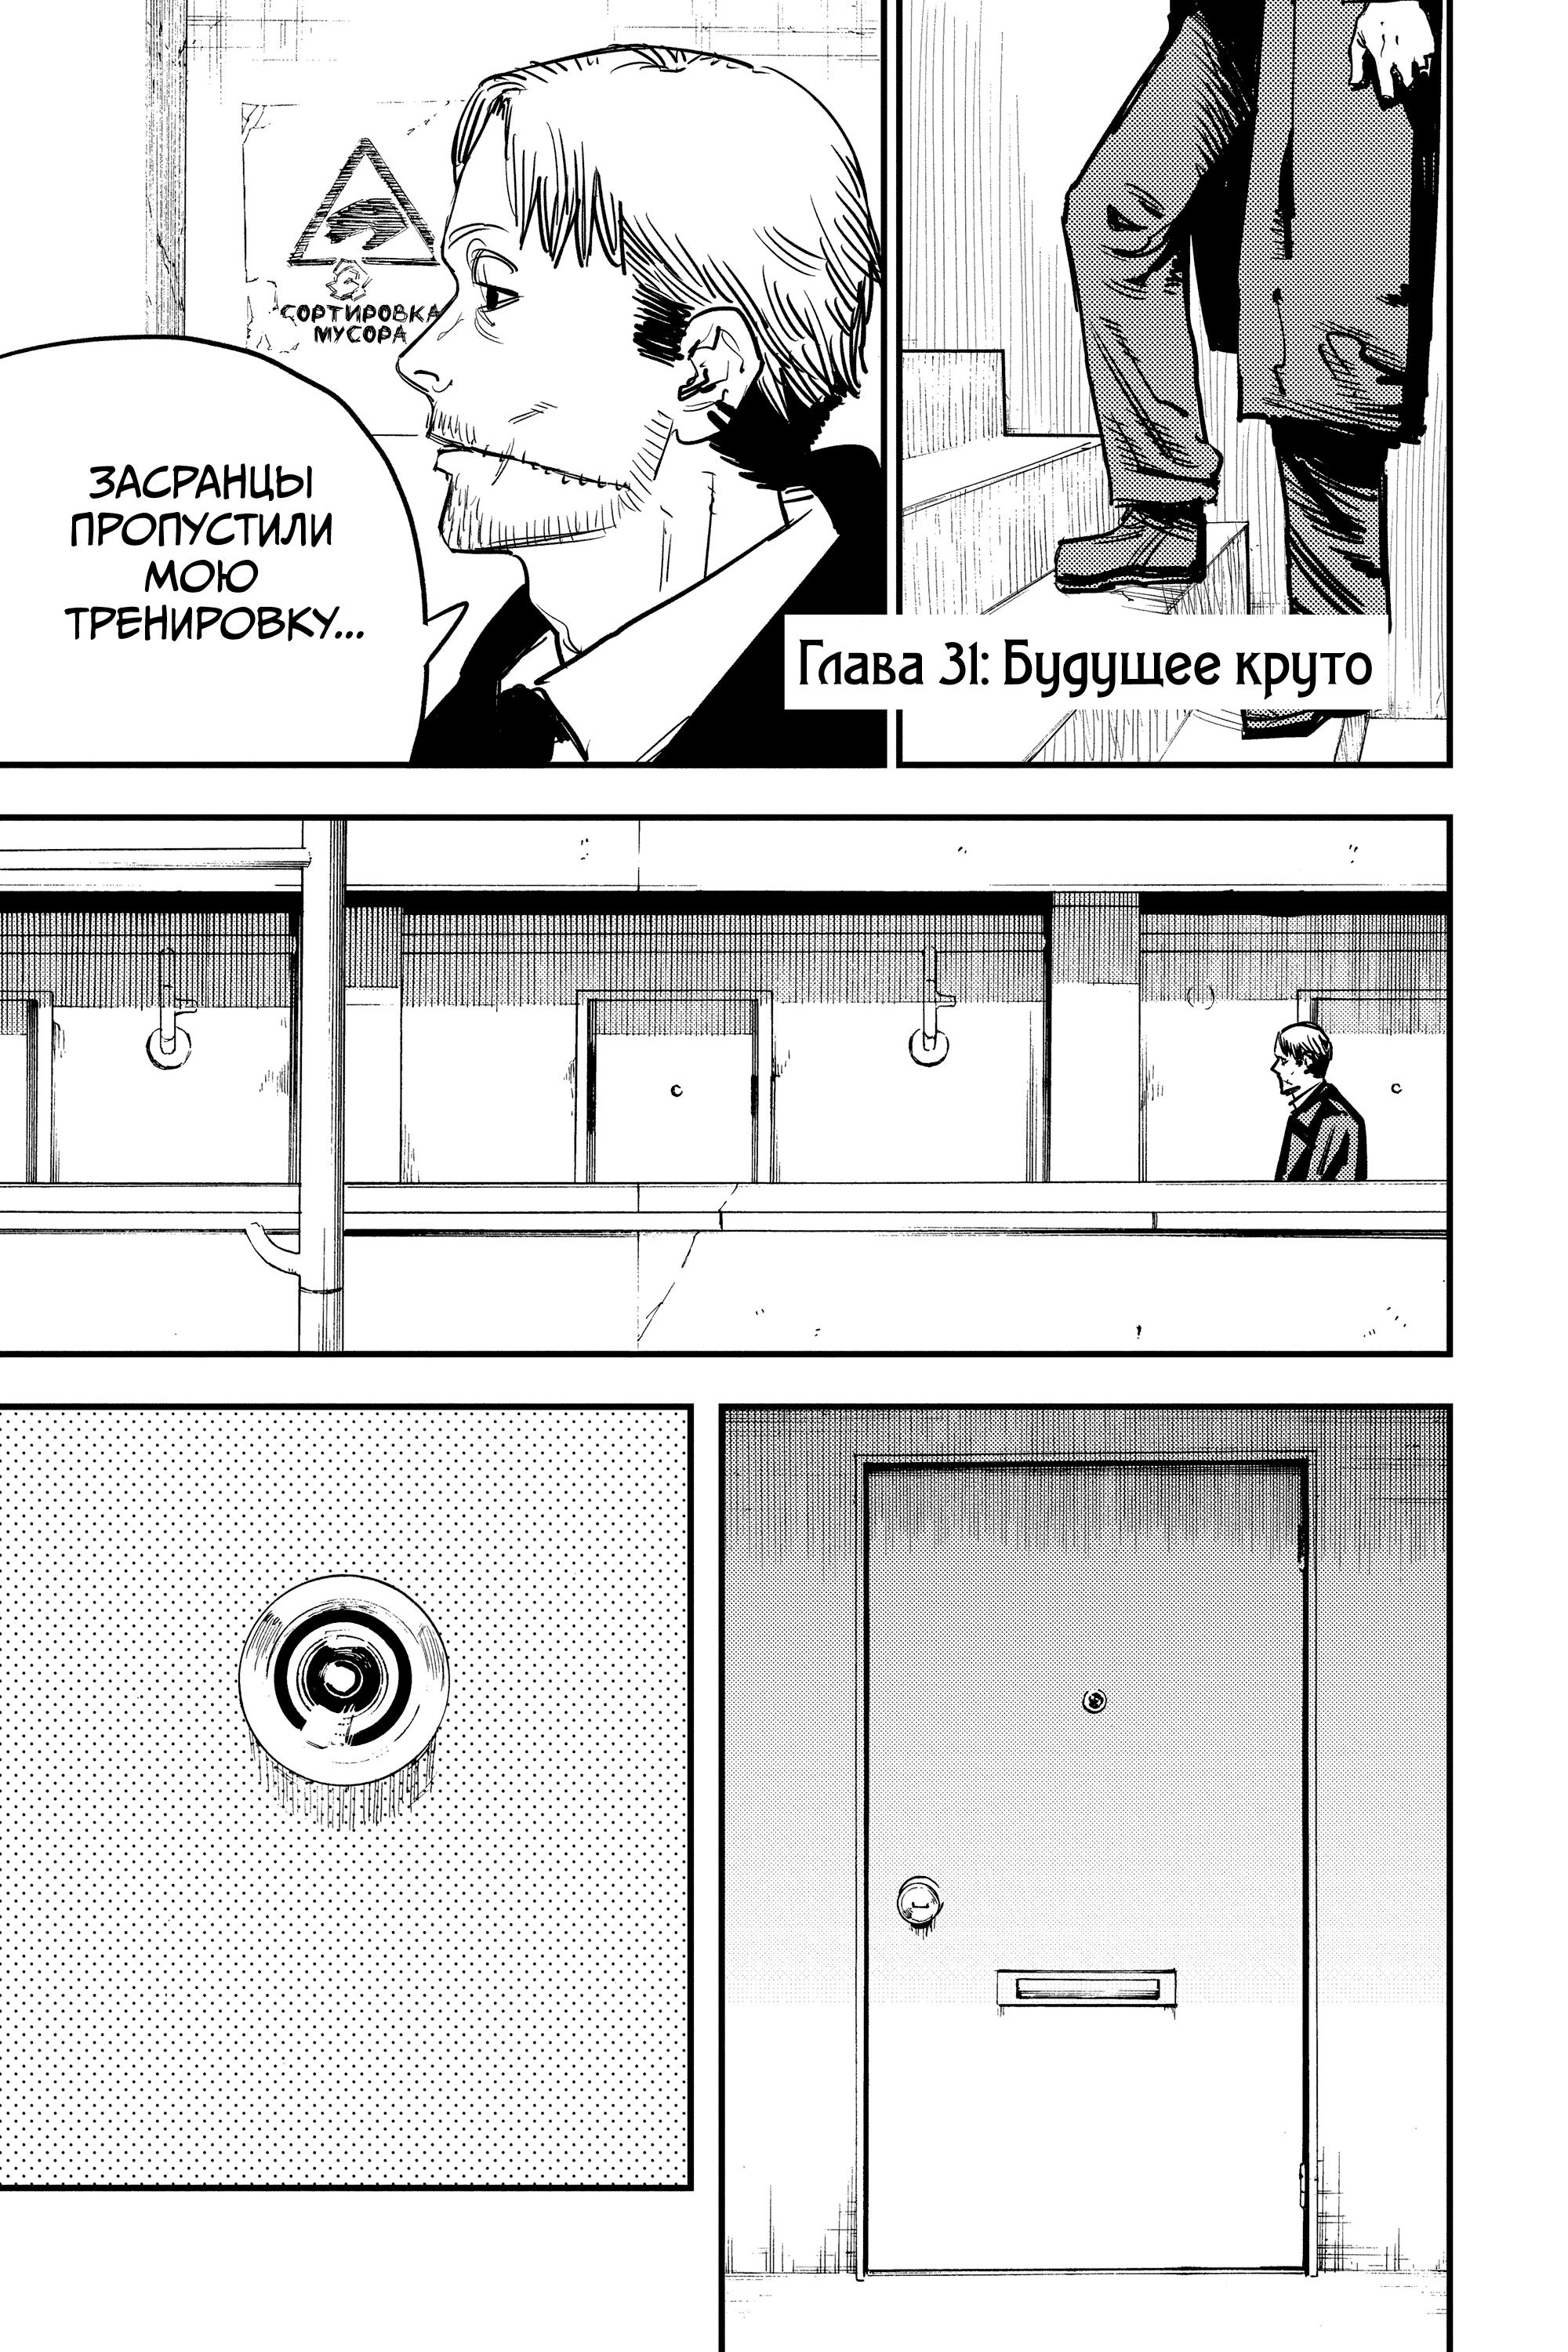 Глава 31: Будущее круто
СОРТИРОВКА
МУСОРА
ЗАСРАНЦЫ
ПРОПУСТИЛИ
МОЮ
ТРЕНИРОВКУ...